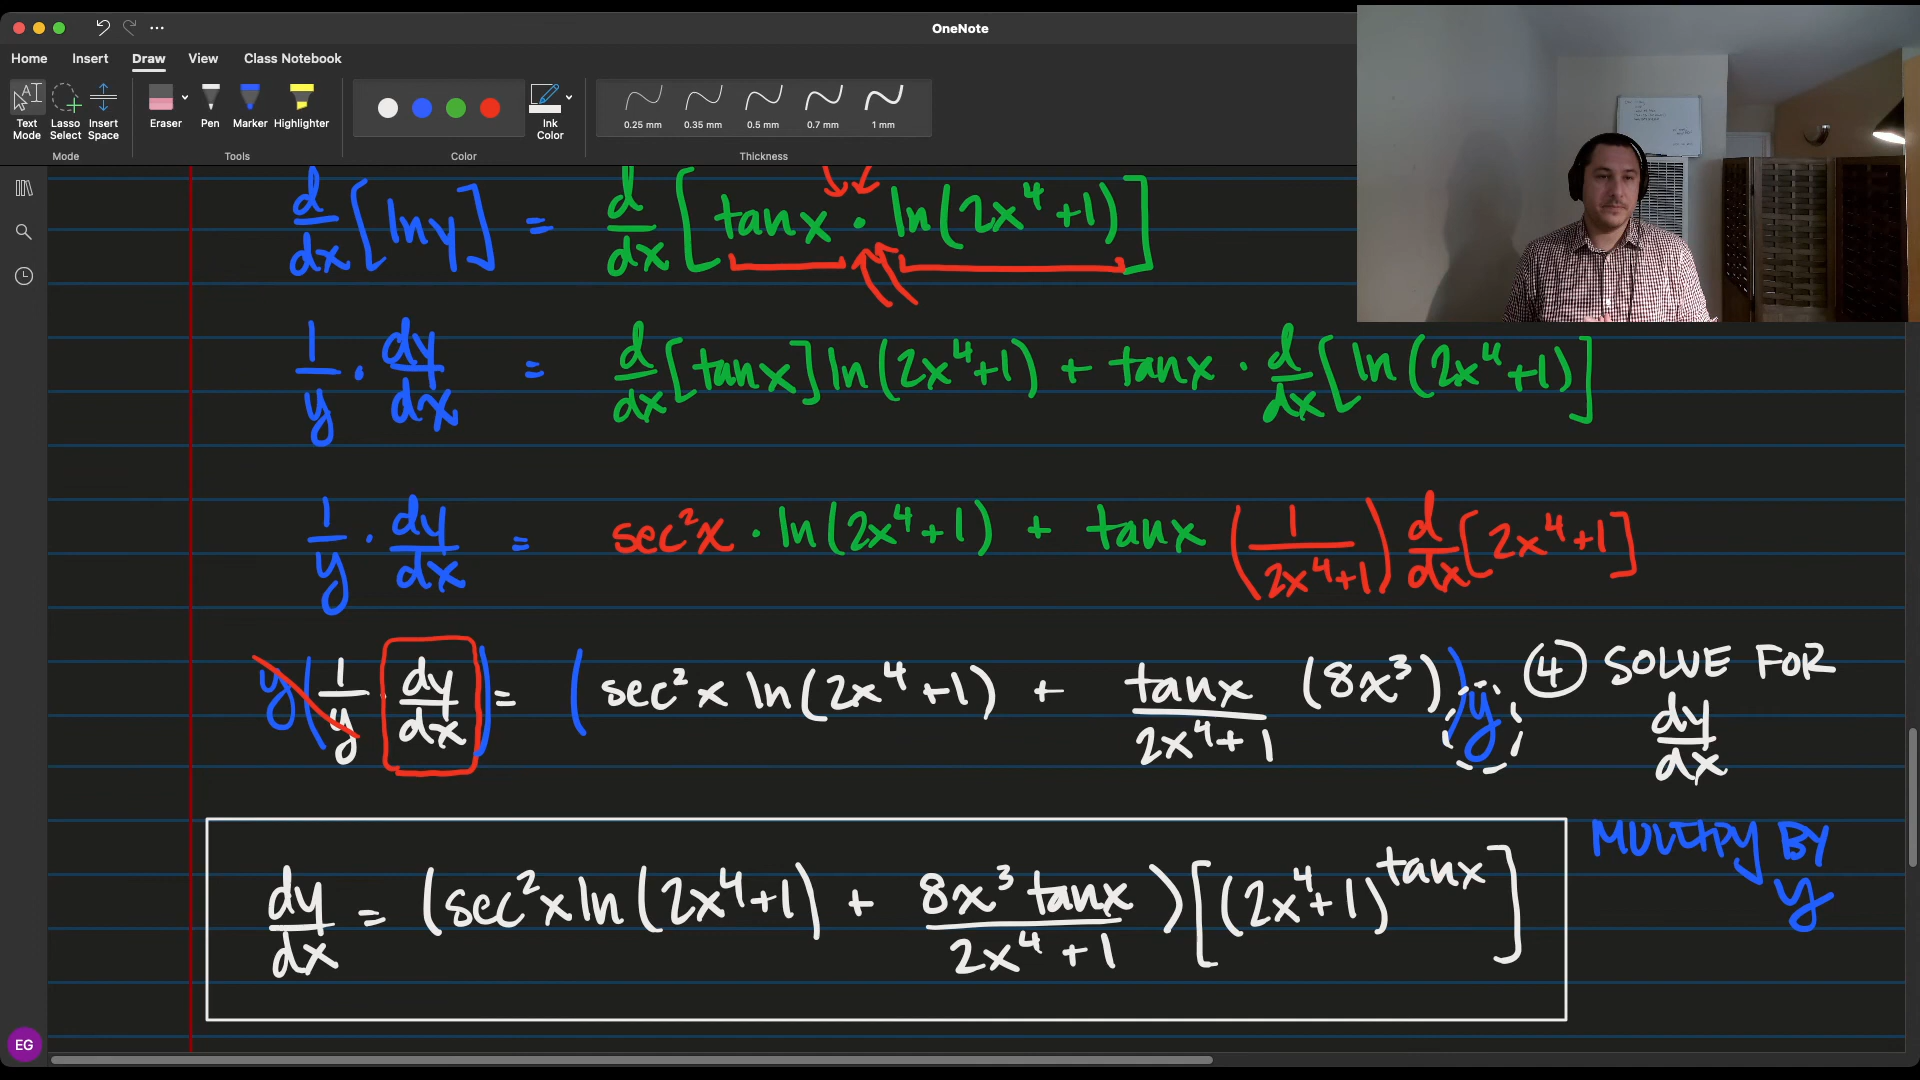 OneNote
Home Insert Draw View Class Notebook
Text Mode Lasso Select Insert Space Eraser Pen Marker Highlighter Ink Color 0.25 mm 0.35 mm 0.5 mm 0.7 mm 1 mm
Mode Tools Color Thickness
d/dx [ln y] = d/dx [tanx · ln(2x⁴+1)]
1/y · dy/dx = d/dx [tanx] ln(2x⁴+1) + tanx · d/dx [ln(2x⁴+1)]
1/y · dy/dx = sec²x · ln(2x⁴+1) + tanx (1/(2x⁴+1)) d/dx [2x⁴+1]
y(1/y · dy/dx) = (sec²x ln(2x⁴+1) + tanx/(2x⁴+1) (8x³))y
④ SOLVE FOR
dy/dx
MULTIPLY BY
y
dy/dx = (sec²x ln(2x⁴+1) + 8x³ tanx/(2x⁴+1))[(2x⁴+1)^tanx]
EG